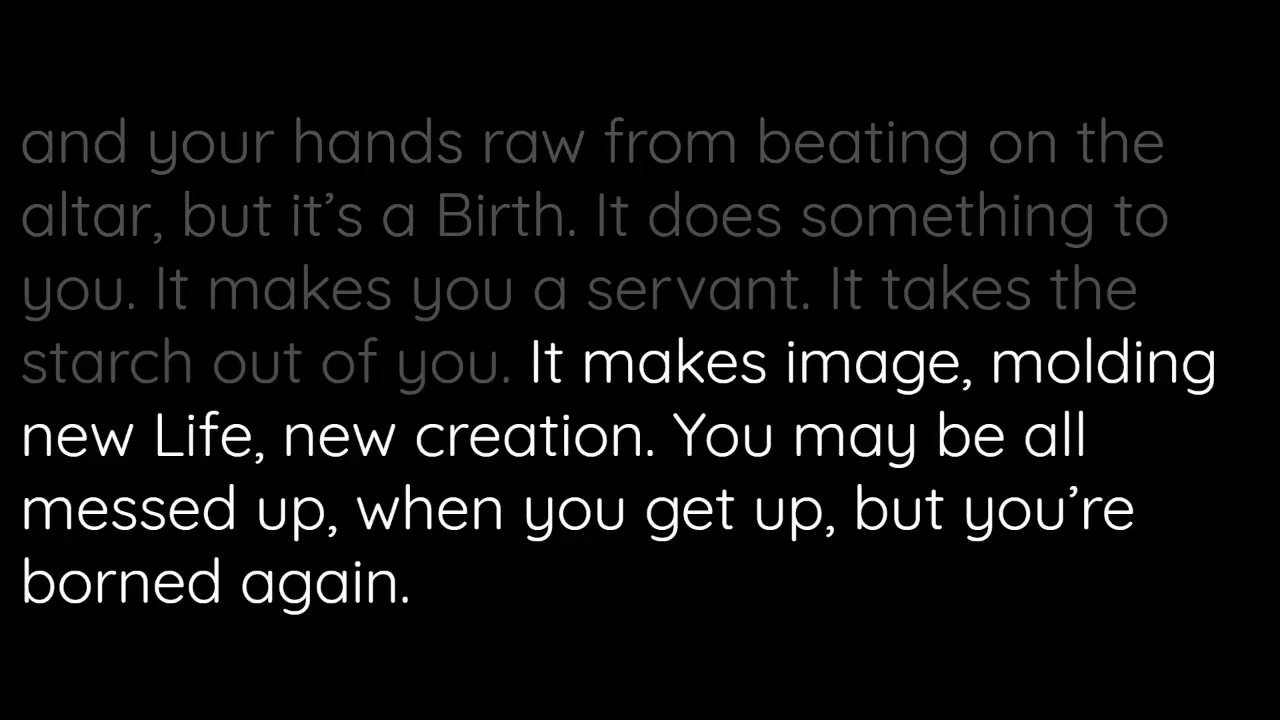 and your hands raw from beating on the
altar, but it’s a Birth. It does something to
you. It makes you a servant. It takes the
starch out of you. It makes image, molding
new Life, new creation. You may be all
messed up, when you get up, but you’re
borned again.